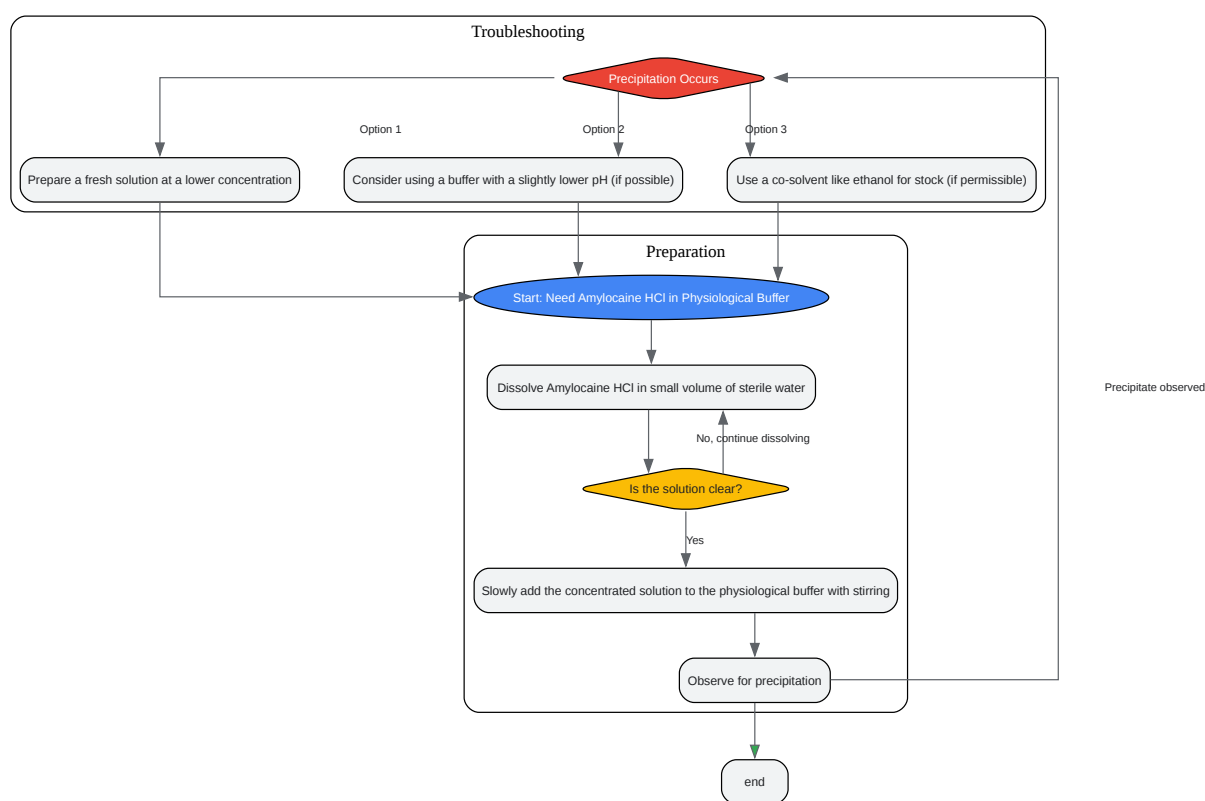 Troubleshooting
Precipitation Occurs
Option 1
Option 2
Option 3
Prepare a fresh solution at a lower concentration
Consider using a buffer with a slightly lower pH (if possible)
Use a co-solvent like ethanol for stock (if permissible)
Preparation
Start: Need Amylocaine HCl in Physiological Buffer
Dissolve Amylocaine HCl in small volume of sterile water
Precipitate observed
No, continue dissolving
Is the solution clear?
Yes
Slowly add the concentrated solution to the physiological buffer with stirring
Observe for precipitation
end